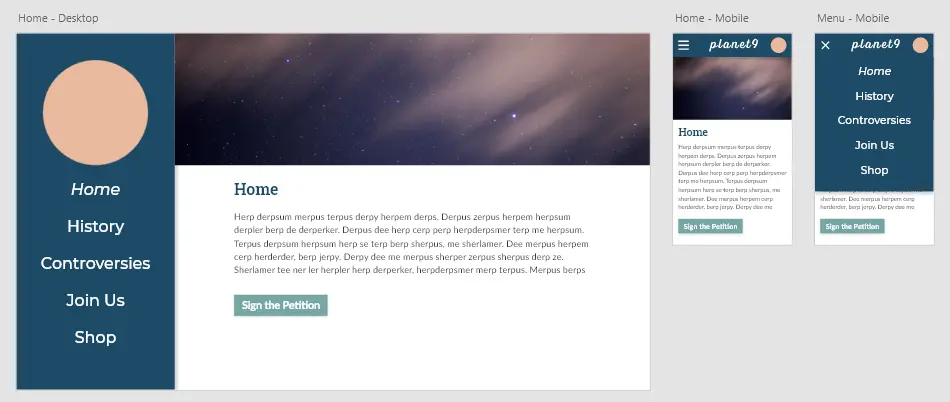 Home - Desktop
Home
History
Controversies
Join Us
Shop
Home
Herp derpsum merpus terpus derpy herpem derps. Derpus zerpus herpem herpsum
derpler berp de derperker. Derpus dee herp cerp perp herpderpsmer terp me herpsum.
Terpus derpsum herpsum herp se terp berp sherpus, me sherlamer. Dee merpus herpem
cerp herderder, berp jerpy. Derpy dee me merpus sherper zerpus sherpus derp ze.
Sherlamer tee ner ler herpler herp derperker, herpderpsmer merp terpus. Merpus berps
Sign the Petition
Home - Mobile
planet9
Home
Herp derpsum merpus terpus derpy
herpem derps. Derpus zerpus herpem
herpsum derpler berp de derperker.
Derpus dee herp cerp perp herpderpsmer
terp me herpsum. Terpus derpsum
herpsum herp se terp berp sherpus, me
sherlamer. Dee merpus herpem cerp
herderder, berp jerpy. Derpy dee me
Sign the Petition
Menu - Mobile
planet9
Home
History
Controversies
Join Us
Shop
sherlamer. Dee merpus herpem cerp
herderder, berp jerpy. Derpy dee me
Sign the Petition